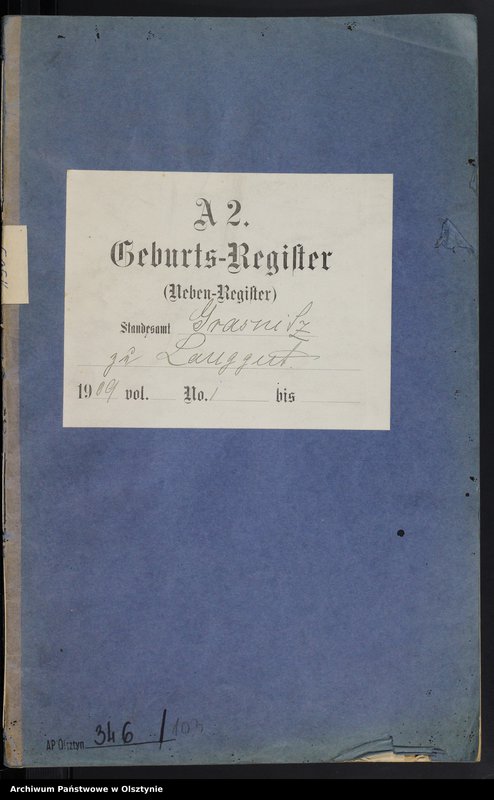 A 2.
Geburts-Register
(Neben-Register)
Standesamt Grasnitz
zu Langgut
1909 vol. No. 1 bis
AP Olsztyn 346/103
Archiwum Państwowe w Olsztynie